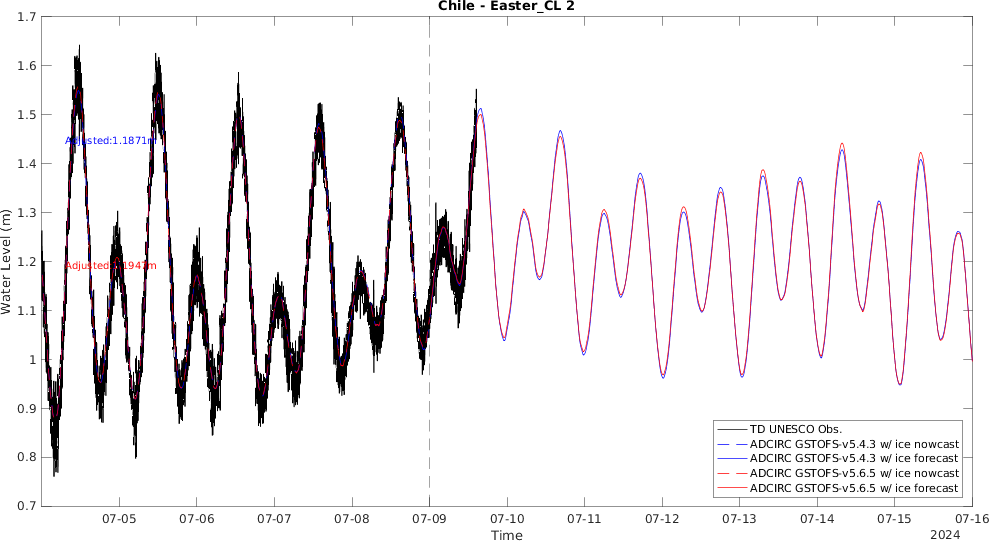 Chile - Easter_CL 2
Water Level (m)
1.7
1.6
1.5
1.4
1.3
1.2
1.1
1
0.9
0.8
0.7
Adjusted:1.1871m
07-05
07-06
07-07
07-08
07-09
07-10
07-11
07-12
07-13
07-14
07-15
07-16
2024
Time
TD UNESCO Obs.
ADCIRC GSTOFS-v5.4.3 w/ ice nowcast
ADCIRC GSTOFS-v5.4.3 w/ ice forecast
ADCIRC GSTOFS-v5.6.5 w/ ice nowcast
ADCIRC GSTOFS-v5.6.5 w/ ice forecast